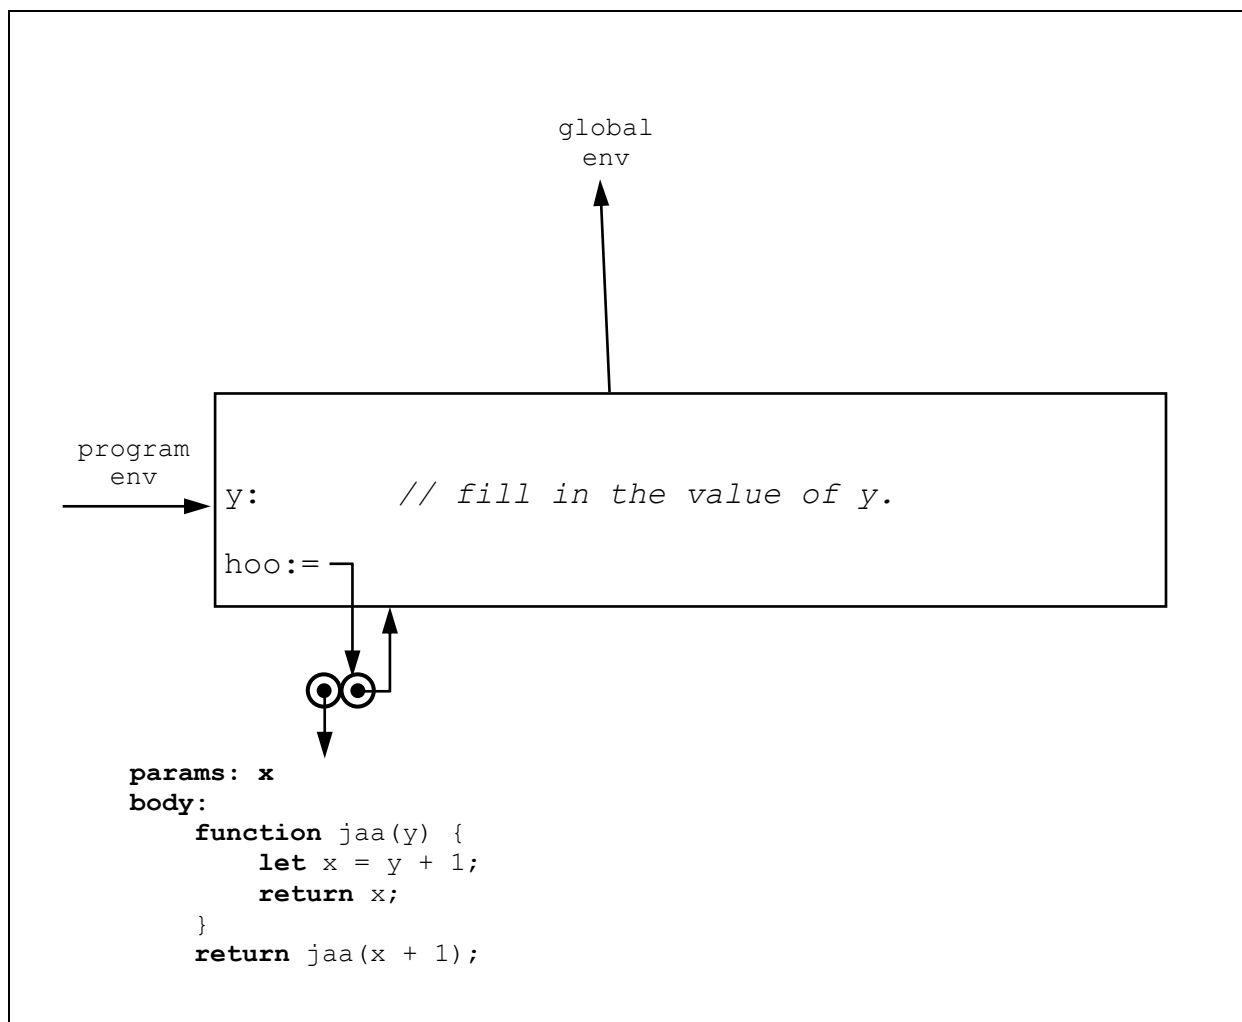 global
env
program
env
y:          // fill in the value of y.
hoo:=
params: x
body:
    function jaa(y) {
        let x = y + 1;
        return x;
    }
    return jaa(x + 1);